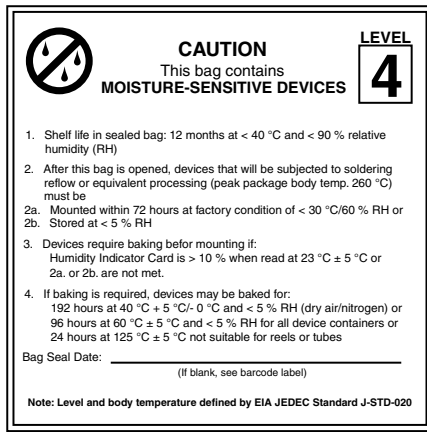 CAUTION
This bag contains
MOISTURE-SENSITIVE DEVICES
LEVEL
4
1. Shelf life in sealed bag: 12 months at < 40 °C and < 90 % relative
humidity (RH)
2. After this bag is opened, devices that will be subjected to soldering
reflow or equivalent processing (peak package body temp. 260 °C)
must be
2a. Mounted within 72 hours at factory condition of < 30 °C/60 % RH or
2b. Stored at < 5 % RH
3. Devices require baking befor mounting if:
Humidity Indicator Card is > 10 % when read at 23 °C ± 5 °C or
2a. or 2b. are not met.
4. If baking is required, devices may be baked for:
192 hours at 40 °C + 5 °C/- 0 °C and < 5 % RH (dry air/nitrogen) or
96 hours at 60 °C ± 5 °C and < 5 % RH for all device containers or
24 hours at 125 °C ± 5 °C not suitable for reels or tubes
Bag Seal Date:
(If blank, see barcode label)
Note: Level and body temperature defined by EIA JEDEC Standard J-STD-020